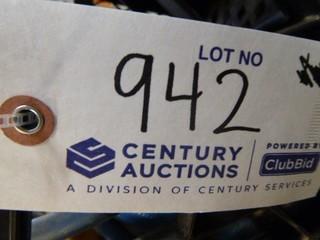 LOT NO
942
CENTURY
AUCTIONS
POWERED BY
ClubBid
A DIVISION OF CENTURY SERVICES